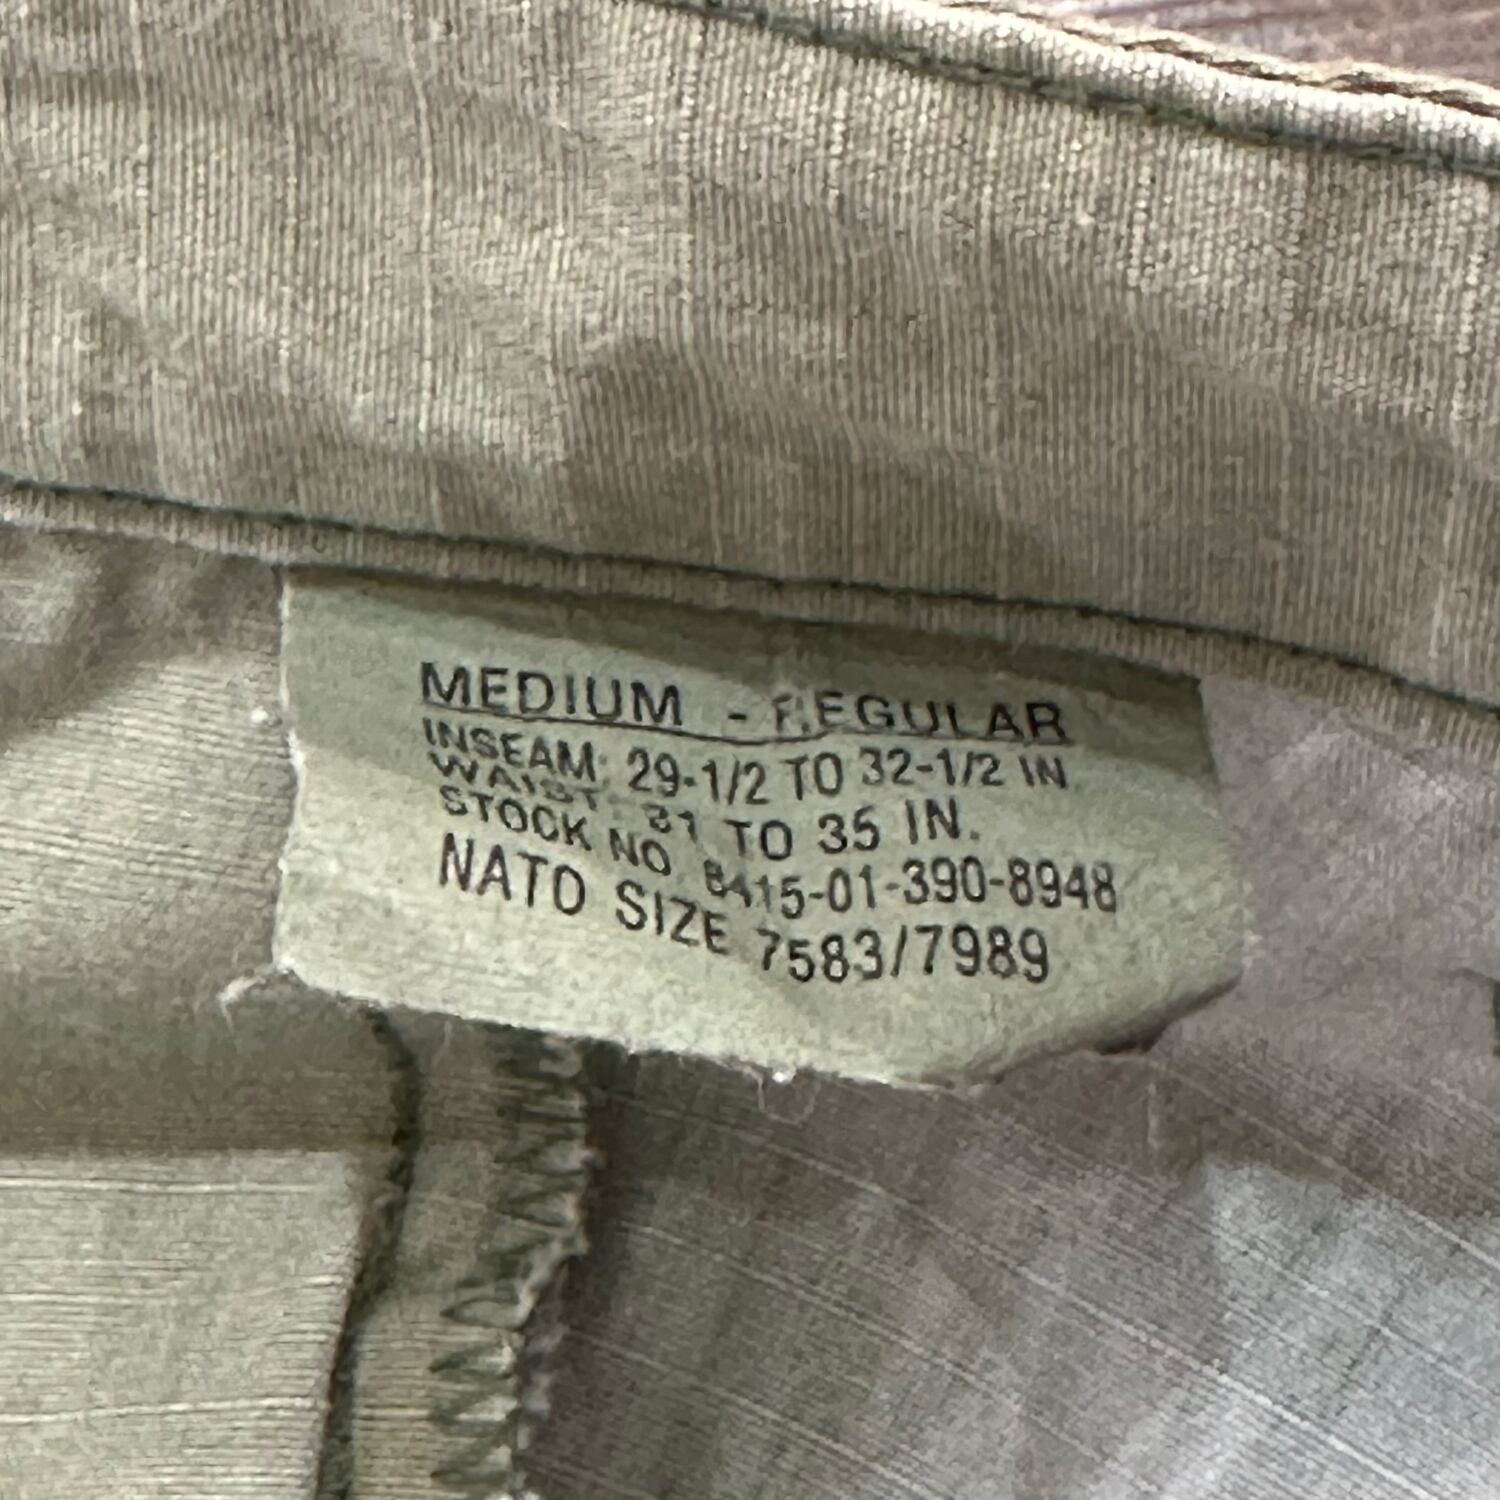 MEDIUM - REGULAR
INSEAM: 29-1/2 TO 32-1/2 IN
WAIST: 31 TO 35 IN.
STOCK NO. 8415-01-390-8948
NATO SIZE 7583/7989